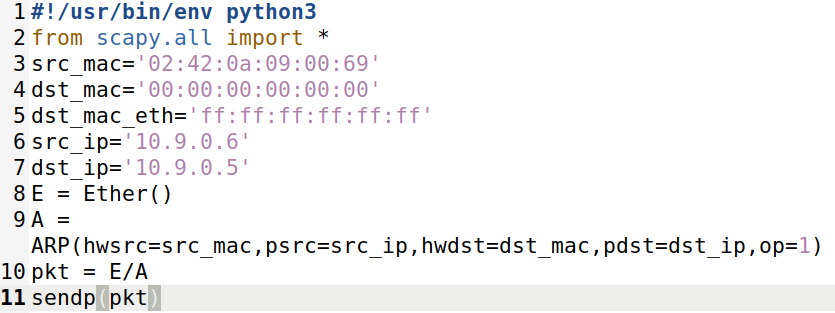 1 #!/usr/bin/env python3
2 from scapy.all import *
3 src_mac='02:42:0a:09:00:69'
4 dst_mac='00:00:00:00:00:00'
5 dst_mac_eth='ff:ff:ff:ff:ff:ff'
6 src_ip='10.9.0.6'
7 dst_ip='10.9.0.5'
8 E = Ether()
9 A =
ARP(hwsrc=src_mac,psrc=src_ip,hwdst=dst_mac,pdst=dst_ip,op=1)
10 pkt = E/A
11 sendp(pkt)